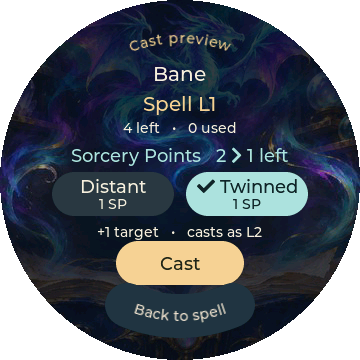 Cast preview
Bane
Spell L1
4 left • 0 used
Sorcery Points 2 > 1 left
Distant
1 SP
✓ Twinned
1 SP
+1 target • casts as L2
Cast
Back to spell